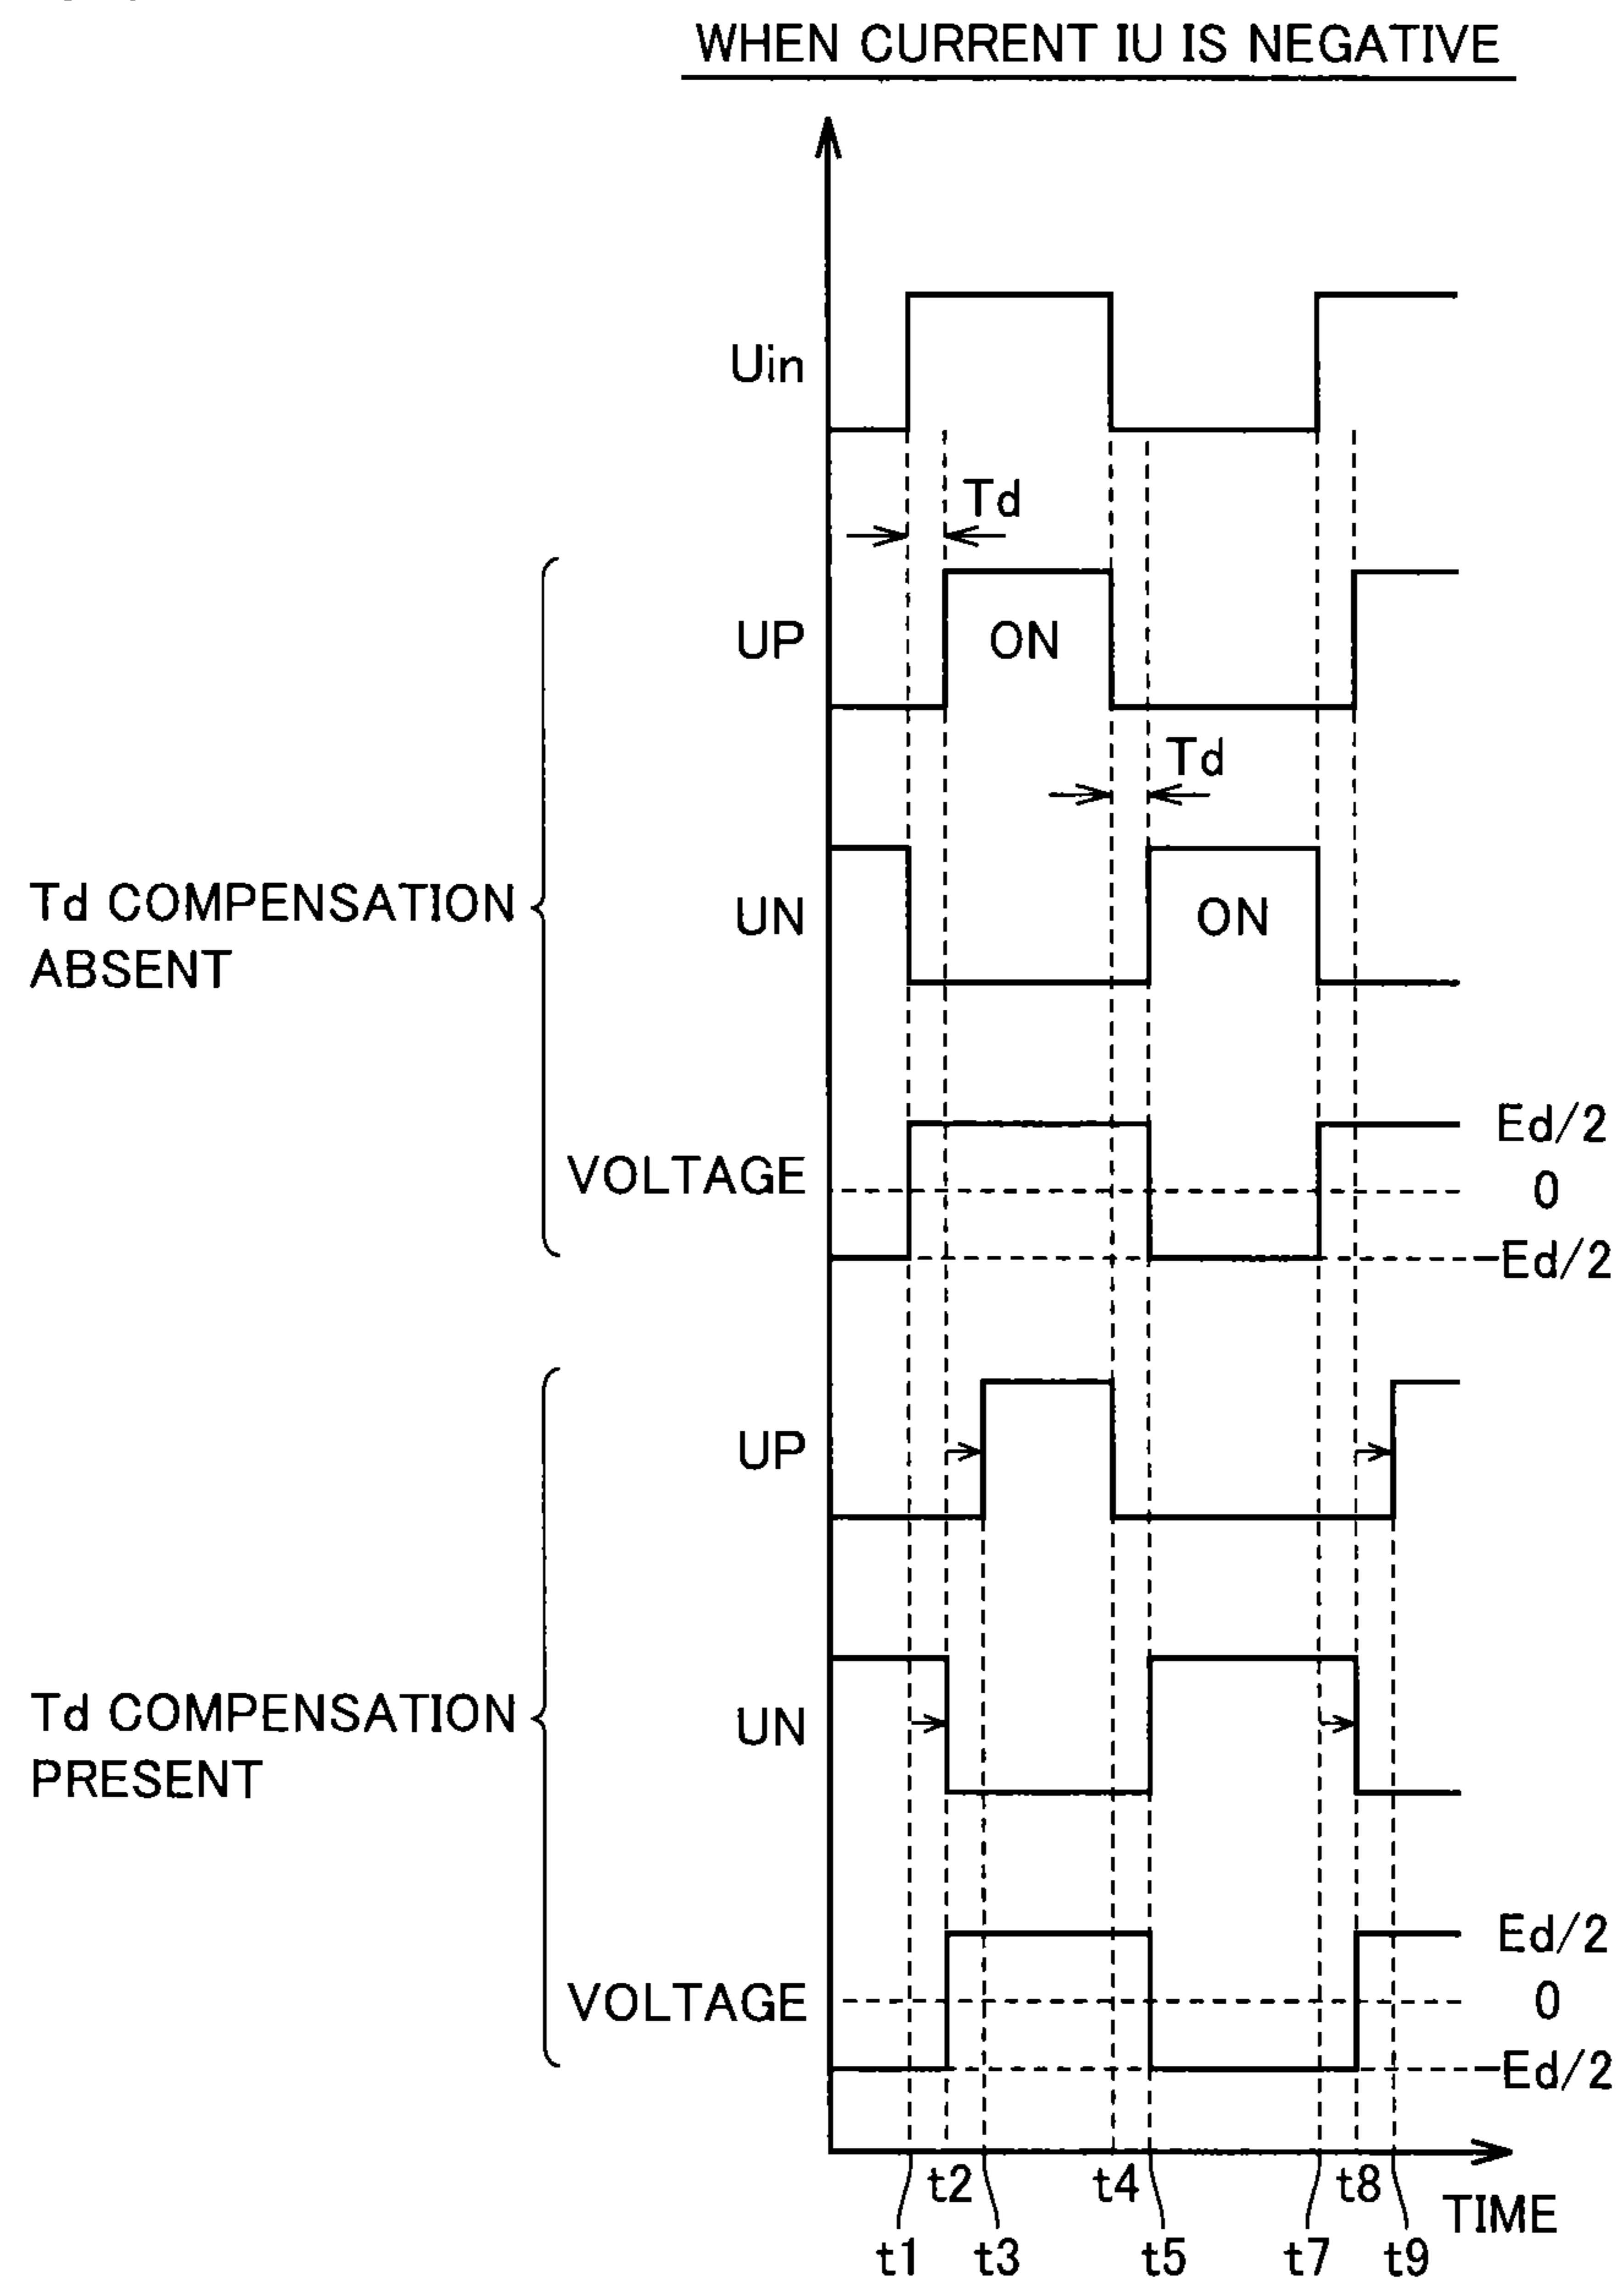 WHEN CURRENT IU IS NEGATIVE
Uin
Td
UP
ON
Td
Td COMPENSATION
ABSENT
UN
ON
Ed/2
VOLTAGE
0
-Ed/2
UP
Td COMPENSATION
PRESENT
UN
Ed/2
VOLTAGE
0
-Ed/2
t2
t4
t8
TIME
t1
t3
t5
t7
t9